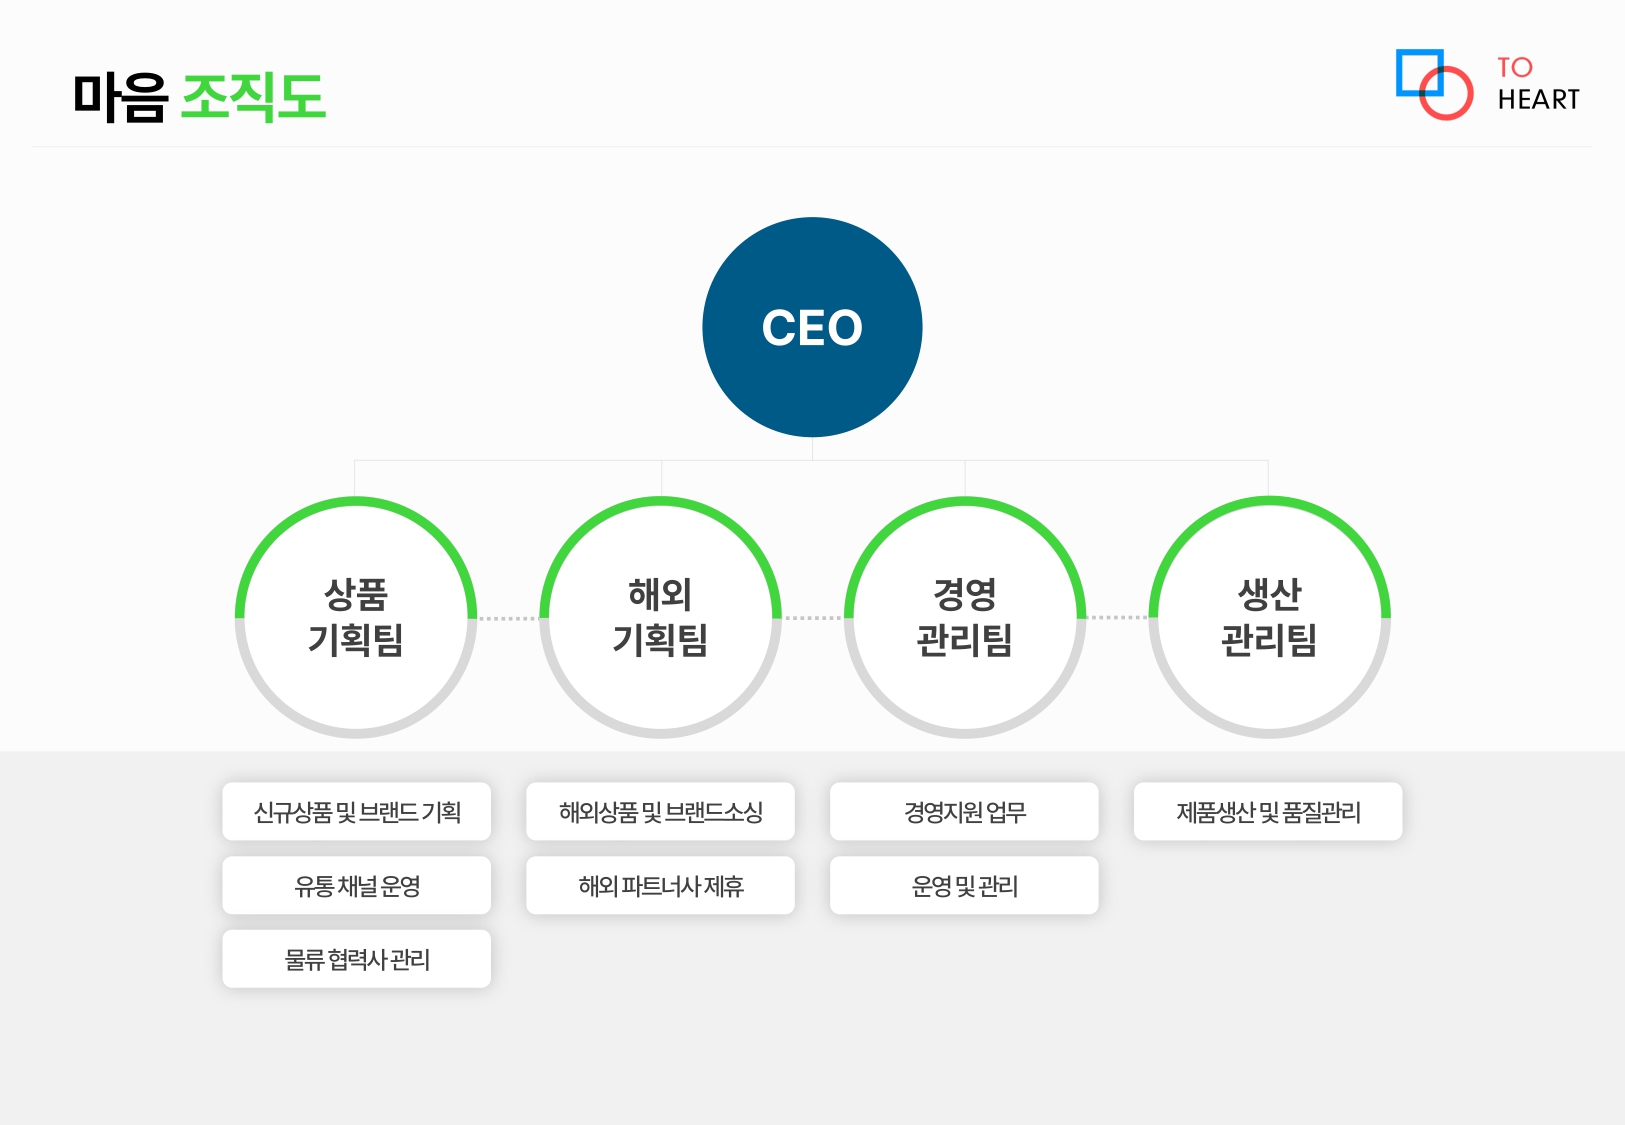 마음 조직도
TO
HEART
CEO
상품
기획팀
해외
기획팀
경영
관리팀
생산
관리팀
신규상품 및 브랜드 기획
유통 채널 운영
물류 협력사 관리
해외상품 및 브랜드소싱
해외 파트너사 제휴
경영지원 업무
운영 및 관리
제품생산 및 품질관리